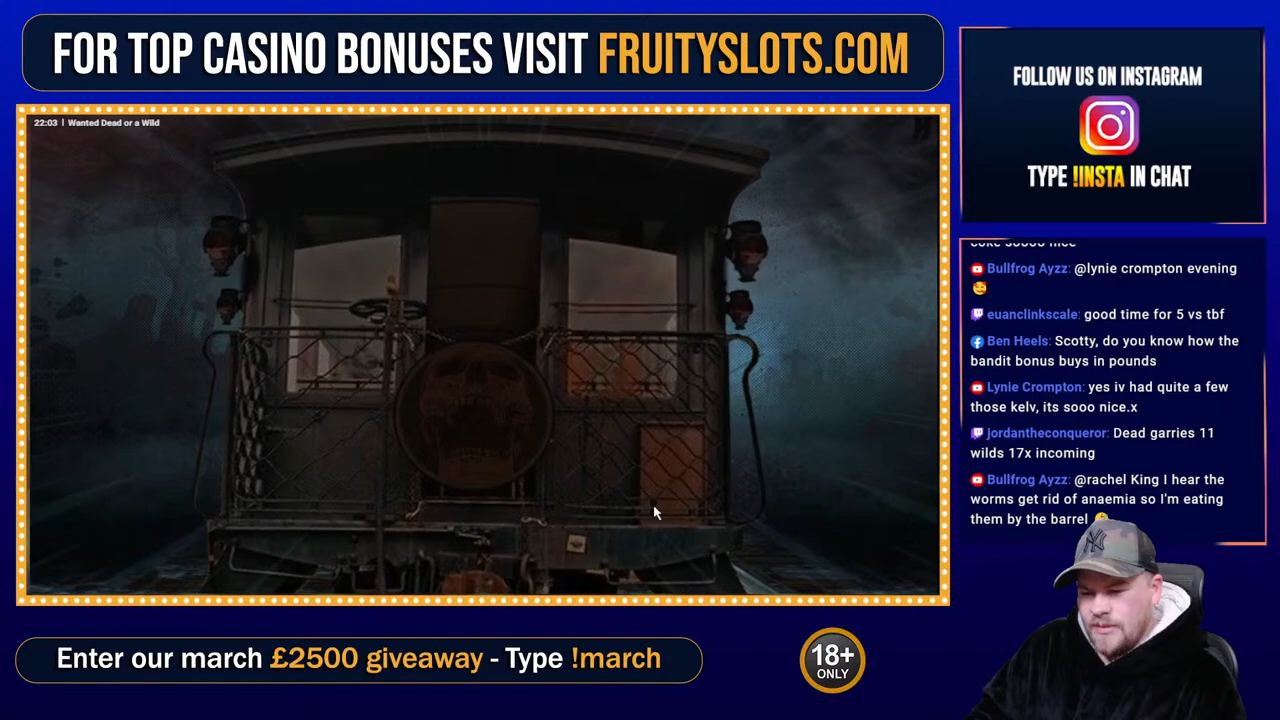 FOR TOP CASINO BONUSES VISIT FRUITYSLOTS.COM
22:03 | Wanted Dead or a Wild
FOLLOW US ON INSTAGRAM
TYPE !INSTA IN CHAT
Bullfrog Ayzz: @lynie crompton evening
🥰
euanclinkscale: good time for 5 vs tbf
Ben Heels: Scotty, do you know how the
bandit bonus buys in pounds
Lynie Crompton: yes iv had quite a few
those kelv, its sooo nice.x
jordantheconqueror: Dead garries 11
wilds 17x incoming
Bullfrog Ayzz: @rachel King I hear the
worms get rid of anaemia so I'm eating
them by the barrel
Enter our march £2500 giveaway - Type !march
18+
ONLY